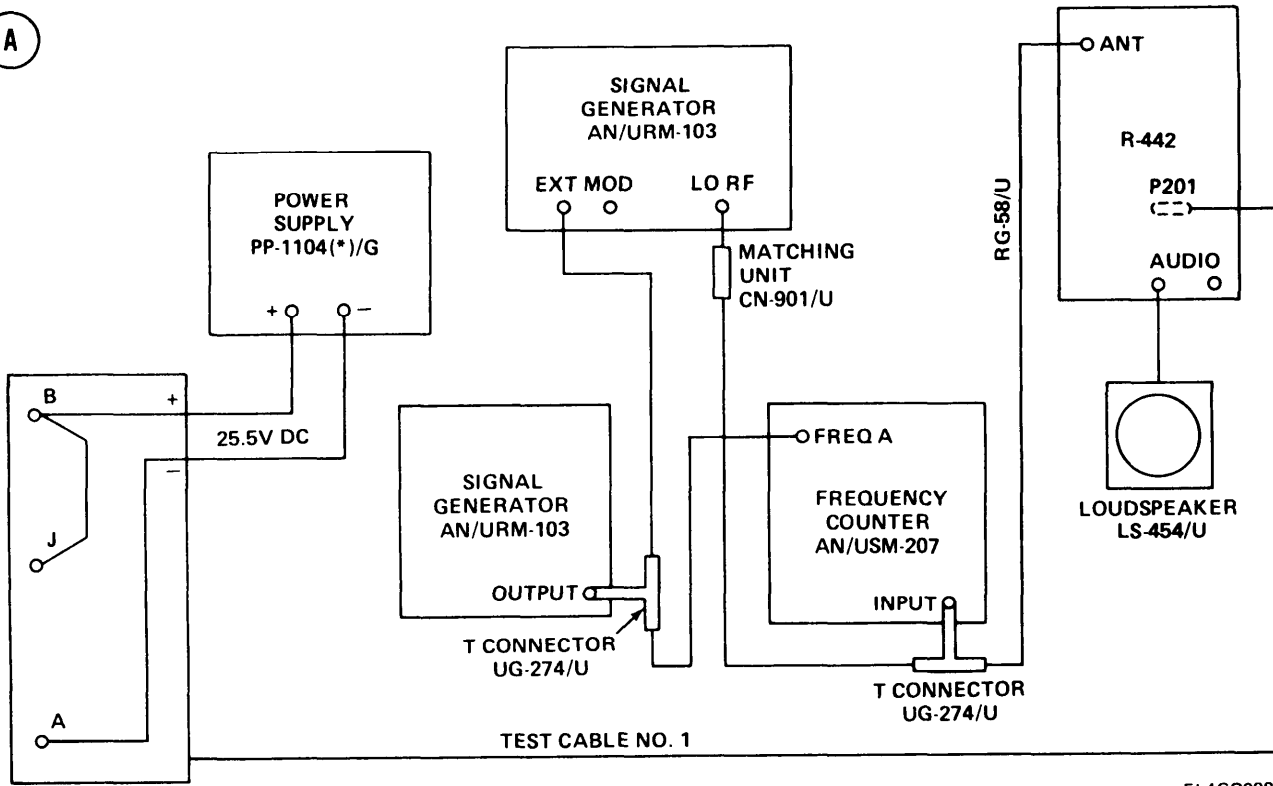 A
SIGNAL
GENERATOR
AN/URM-103
EXT MOD
LO RF
POWER
SUPPLY
PP-1104(*)/G
+
−
MATCHING
UNIT
CN-901/U
RG-58/U
ANT
R-442
P201
AUDIO
LOUDSPEAKER
LS-454/U
B
+
25.5V DC
−
J
A
SIGNAL
GENERATOR
AN/URM-103
OUTPUT
T CONNECTOR
UG-274/U
FREQ A
FREQUENCY
COUNTER
AN/USM-207
INPUT
T CONNECTOR
UG-274/U
TEST CABLE NO. 1